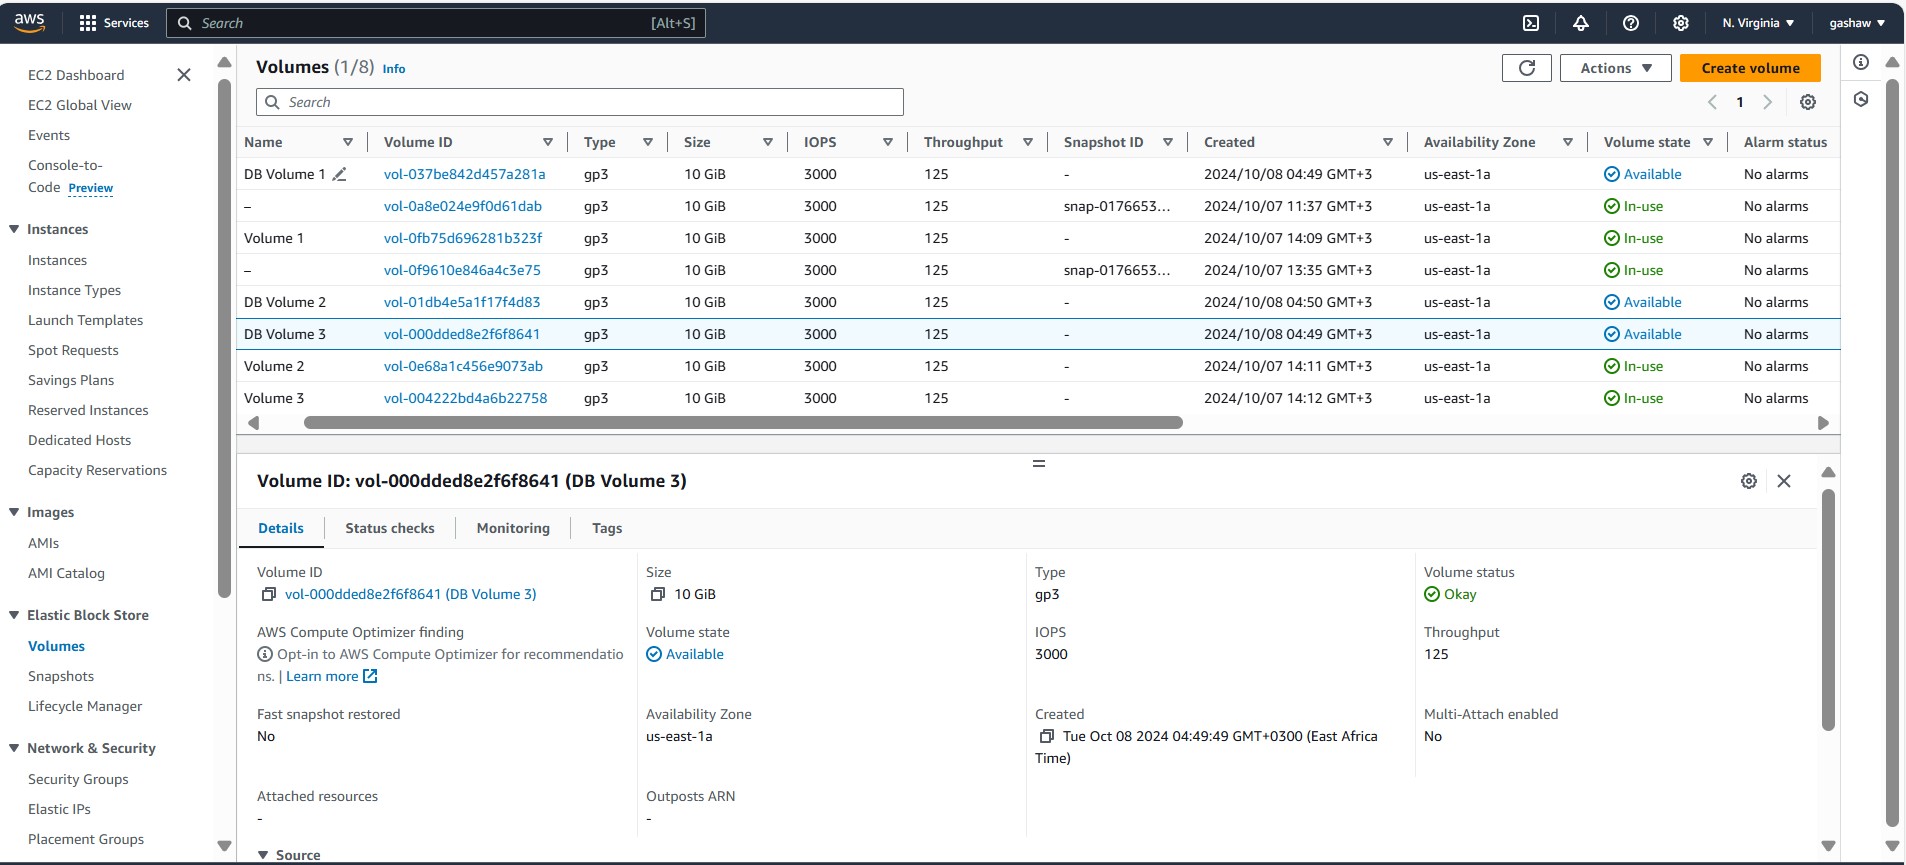 aws Services Search [Alt+S] N. Virginia gashaw
EC2 Dashboard
EC2 Global View
Events
Console-to-
Code Preview
Instances
Instances
Instance Types
Launch Templates
Spot Requests
Savings Plans
Reserved Instances
Dedicated Hosts
Capacity Reservations
Images
AMIs
AMI Catalog
Elastic Block Store
Volumes
Snapshots
Lifecycle Manager
Network & Security
Security Groups
Elastic IPs
Placement Groups
Volumes (1/8) Info
Actions Create volume
Search
1
Name Volume ID Type Size IOPS Throughput Snapshot ID Created Availability Zone Volume state Alarm status
DB Volume 1 vol-037be842d457a281a gp3 10 GiB 3000 125 - 2024/10/08 04:49 GMT+3 us-east-1a Available No alarms
– vol-0a8e024e9f0d61dab gp3 10 GiB 3000 125 snap-0176653... 2024/10/07 11:37 GMT+3 us-east-1a In-use No alarms
Volume 1 vol-0fb75d696281b323f gp3 10 GiB 3000 125 - 2024/10/07 14:09 GMT+3 us-east-1a In-use No alarms
– vol-0f9610e846a4c3e75 gp3 10 GiB 3000 125 snap-0176653... 2024/10/07 13:35 GMT+3 us-east-1a In-use No alarms
DB Volume 2 vol-01db4e5a1f17f4d83 gp3 10 GiB 3000 125 - 2024/10/08 04:50 GMT+3 us-east-1a Available No alarms
DB Volume 3 vol-000dded8e2f6f8641 gp3 10 GiB 3000 125 - 2024/10/08 04:49 GMT+3 us-east-1a Available No alarms
Volume 2 vol-0e68a1c456e9073ab gp3 10 GiB 3000 125 - 2024/10/07 14:11 GMT+3 us-east-1a In-use No alarms
Volume 3 vol-004222bd4a6b22758 gp3 10 GiB 3000 125 - 2024/10/07 14:12 GMT+3 us-east-1a In-use No alarms
Volume ID: vol-000dded8e2f6f8641 (DB Volume 3)
Details Status checks Monitoring Tags
Volume ID
vol-000dded8e2f6f8641 (DB Volume 3)
Size
10 GiB
Type
gp3
Volume status
Okay
AWS Compute Optimizer finding
Opt-in to AWS Compute Optimizer for recommendatio
ns. | Learn more
Volume state
Available
IOPS
3000
Throughput
125
Fast snapshot restored
No
Availability Zone
us-east-1a
Created
Tue Oct 08 2024 04:49:49 GMT+0300 (East Africa
Time)
Multi-Attach enabled
No
Attached resources
-
Outposts ARN
-
Source